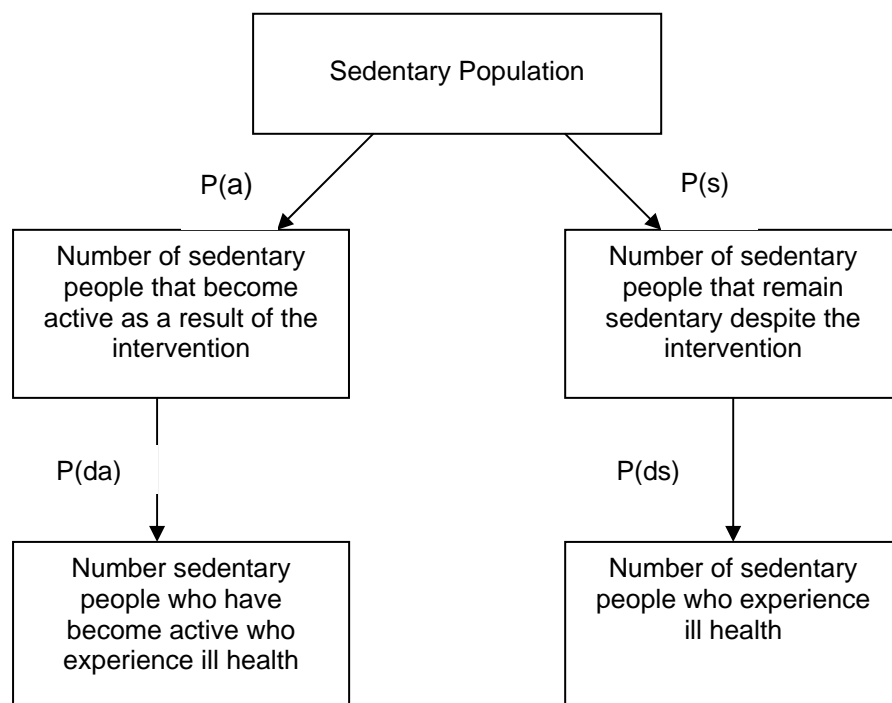 Sedentary Population
P(a)
P(s)
Number of sedentary
people that become
active as a result of the
intervention
Number of sedentary
people that remain
sedentary despite the
intervention
P(da)
P(ds)
Number sedentary
people who have
become active who
experience ill health
Number of sedentary
people who experience
ill health